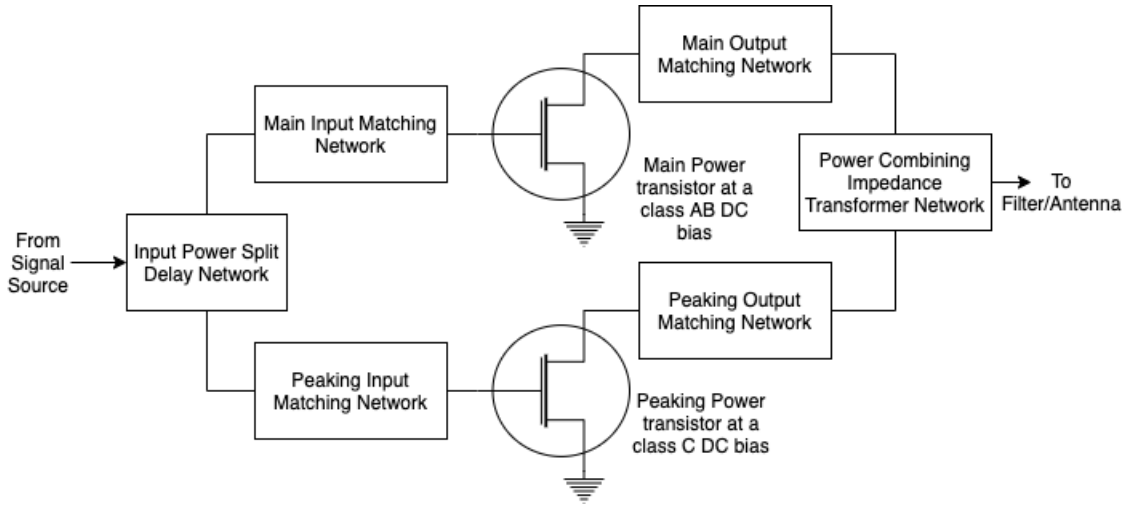 Main Output
Matching Network
Main Input Matching
Network
Main Power
transistor at a
class AB DC
bias
Power Combining
Impedance
Transformer Network
To
Filter/Antenna
From
Signal
Source
Input Power Split
Delay Network
Peaking Output
Matching Network
Peaking Input
Matching Network
Peaking Power
transistor at a
class C DC bias